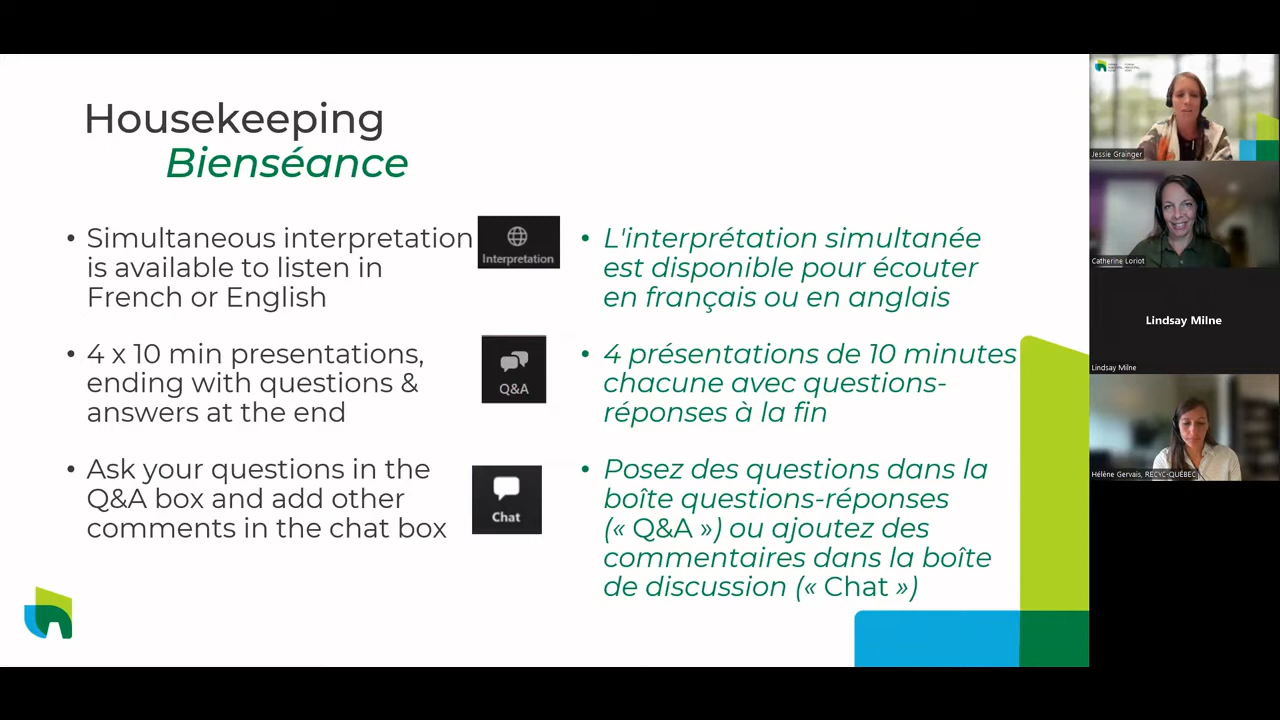 Housekeeping
Bienséance
• Simultaneous interpretation
is available to listen in
French or English
• 4 x 10 min presentations,
ending with questions &
answers at the end
• Ask your questions in the
Q&A box and add other
comments in the chat box
Interpretation
Q&A
Chat
• L'interprétation simultanée
est disponible pour écouter
en français ou en anglais
• 4 présentations de 10 minutes
chacune avec questions-
réponses à la fin
• Posez des questions dans la
boîte questions-réponses
(« Q&A ») ou ajoutez des
commentaires dans la boîte
de discussion (« Chat »)
Jessie Grainger
Catherine Loriot
Lindsay Milne
Lindsay Milne
Hélène Gervais, RECYC-QUÉBEC